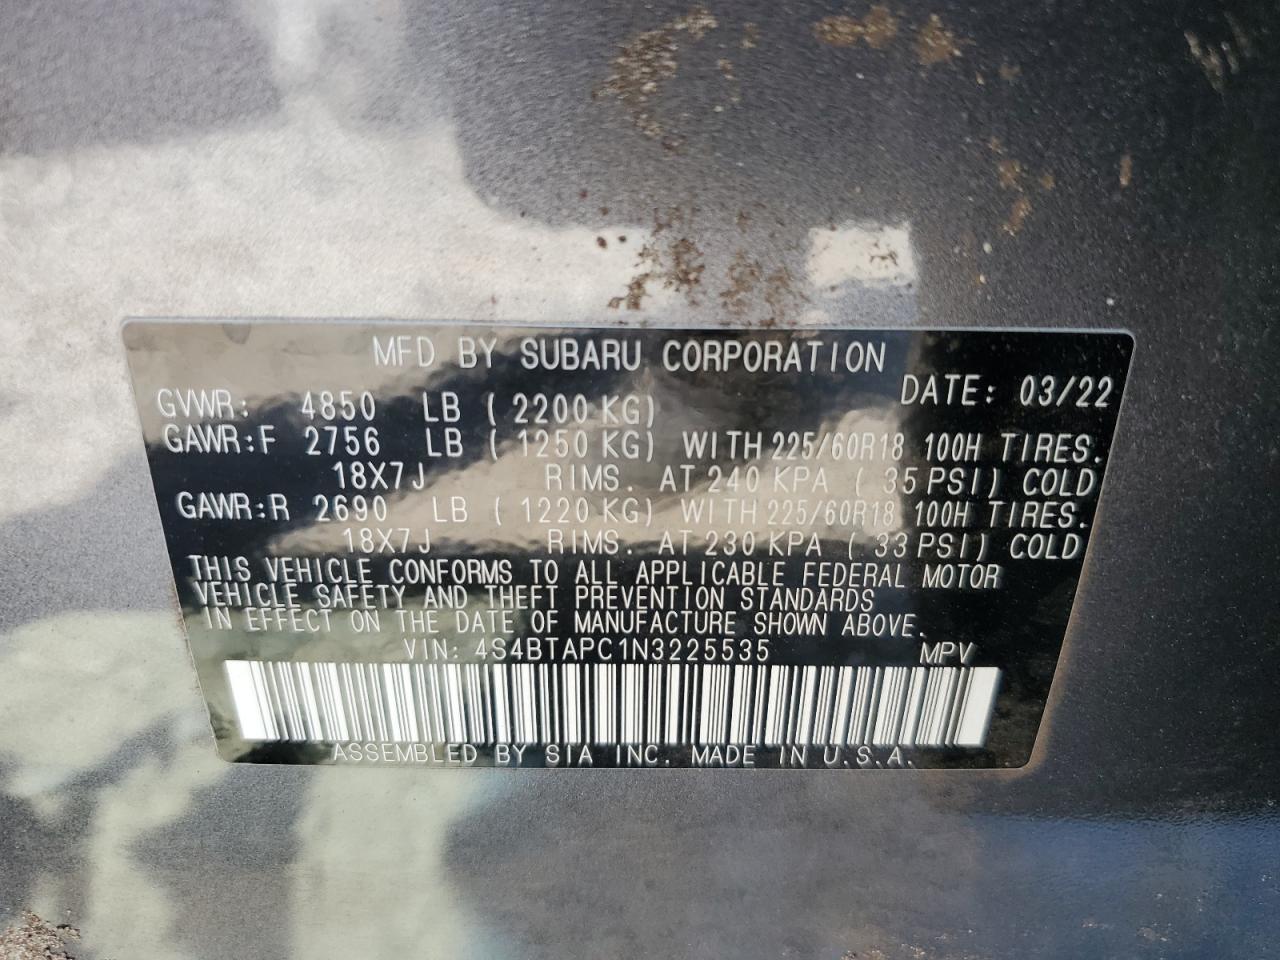 MFD BY SUBARU CORPORATION
DATE: 03/22
GVWR: 4850 LB ( 2200 KG)
GAWR:F 2756 LB ( 1250 KG) WITH 225/60R18 100H TIRES.
18X7J RIMS. AT 240 KPA ( 35 PSI) COLD
GAWR:R 2690 LB ( 1220 KG) WITH 225/60R18 100H TIRES.
18X7J RIMS. AT 230 KPA ( 33 PSI) COLD
THIS VEHICLE CONFORMS TO ALL APPLICABLE FEDERAL MOTOR
VEHICLE SAFETY AND THEFT PREVENTION STANDARDS
IN EFFECT ON THE DATE OF MANUFACTURE SHOWN ABOVE.
VIN: 4S4BTAPC1N3225535 MPV
ASSEMBLED BY SIA INC. MADE IN U.S.A.